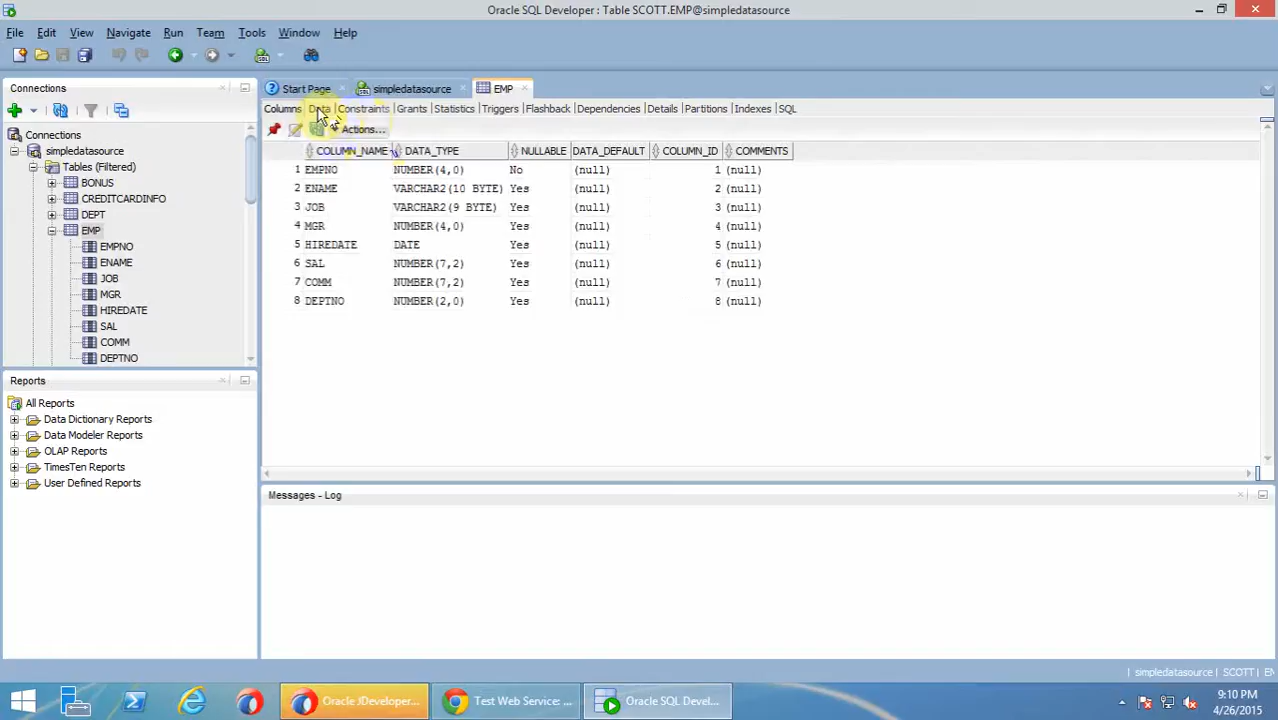 Oracle SQL Developer : Table SCOTT.EMP@simpledatasource
File Edit View Navigate Run Team Tools Window Help
Connections
Connections
simpledatasource
Tables (Filtered)
BONUS
CREDITCARDINFO
DEPT
EMP
EMPNO
ENAME
JOB
MGR
HIREDATE
SAL
COMM
DEPTNO
Reports
All Reports
Data Dictionary Reports
Data Modeler Reports
OLAP Reports
TimesTen Reports
User Defined Reports
Start Page simpledatasource EMP
Columns Data Constraints Grants Statistics Triggers Flashback Dependencies Details Partitions Indexes SQL
Actions...
COLUMN_NAME DATA_TYPE NULLABLE DATA_DEFAULT COLUMN_ID COMMENTS
1 EMPNO NUMBER(4,0) No (null) 1 (null)
2 ENAME VARCHAR2(10 BYTE) Yes (null) 2 (null)
3 JOB VARCHAR2(9 BYTE) Yes (null) 3 (null)
4 MGR NUMBER(4,0) Yes (null) 4 (null)
5 HIREDATE DATE Yes (null) 5 (null)
6 SAL NUMBER(7,2) Yes (null) 6 (null)
7 COMM NUMBER(7,2) Yes (null) 7 (null)
8 DEPTNO NUMBER(2,0) Yes (null) 8 (null)
Messages - Log
simpledatasource SCOTT EN
Oracle JDeveloper... Test Web Service: ... Oracle SQL Devel...
9:10 PM
4/26/2015